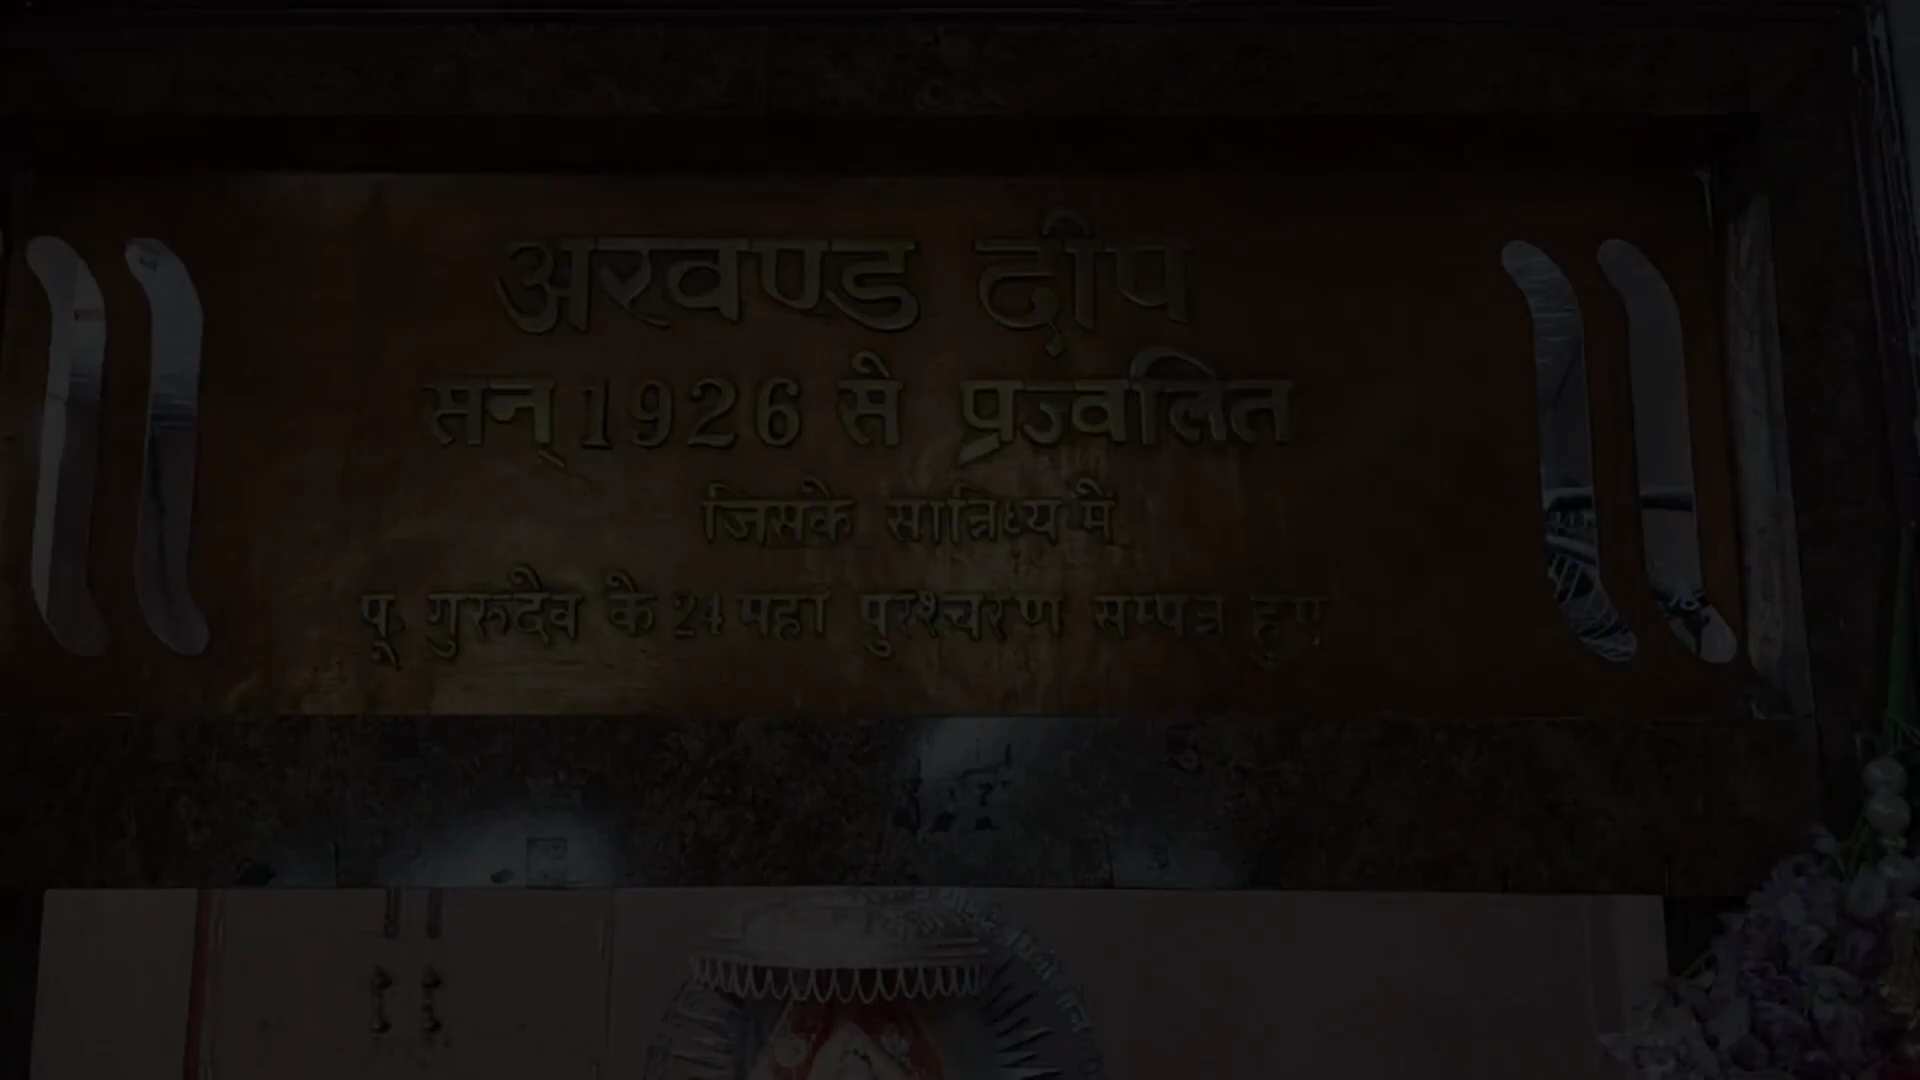 अखण्ड दीप
सन् 1926 से प्रज्वलित
जिसके सान्निध्य में
पू. गुरुदेव के 24 महा पुरश्चरण सम्पन्न हुए